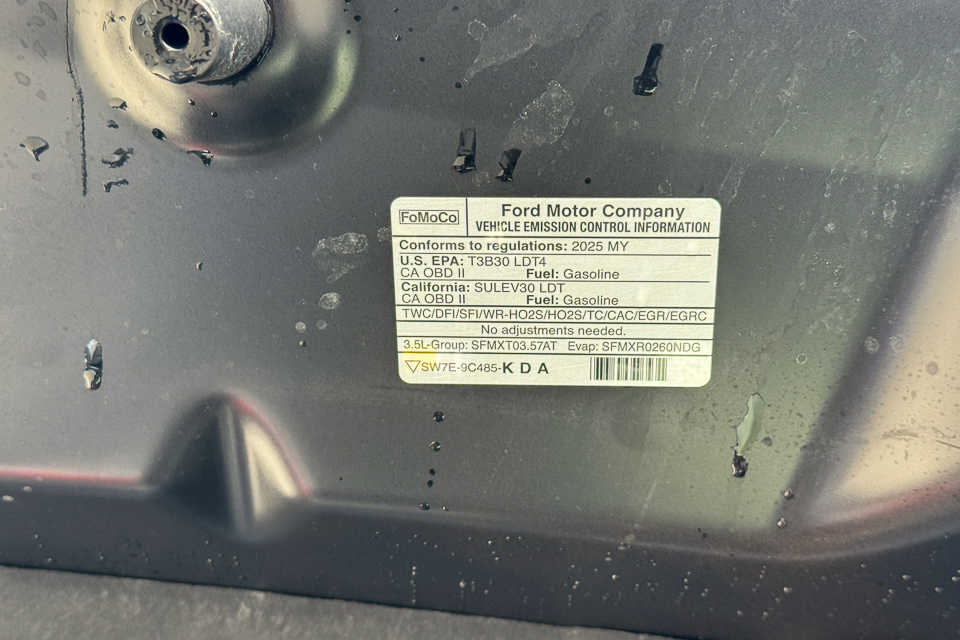 FoMoCo
Ford Motor Company
VEHICLE EMISSION CONTROL INFORMATION
Conforms to regulations: 2025 MY
U.S. EPA: T3B30 LDT4
CA OBD II Fuel: Gasoline
California: SULEV30 LDT
CA OBD II Fuel: Gasoline
TWC/DFI/SFI/WR-HO2S/HO2S/TC/CAC/EGR/EGRC
No adjustments needed.
3.5L-Group: SFMXT03.57AT Evap: SFMXR0260NDG
SW7E-9C485-K D A